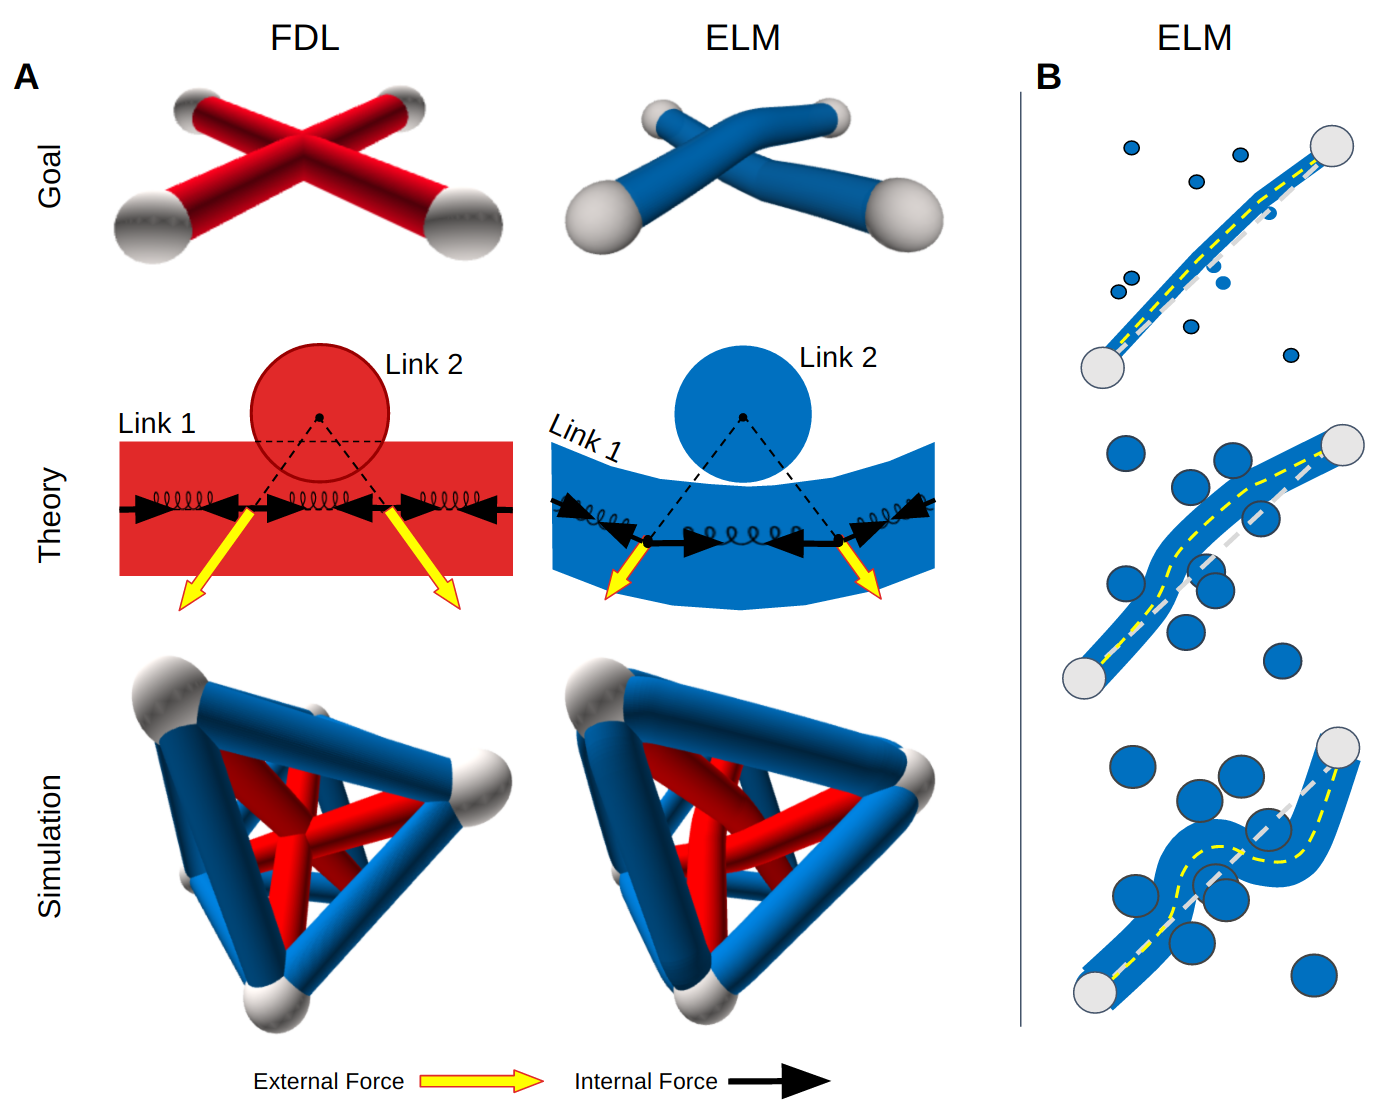 FDL
ELM
ELM
A
B
Goal
Link 2
Link 1
Link 2
Link 1
Theory
Simulation
External Force
Internal Force